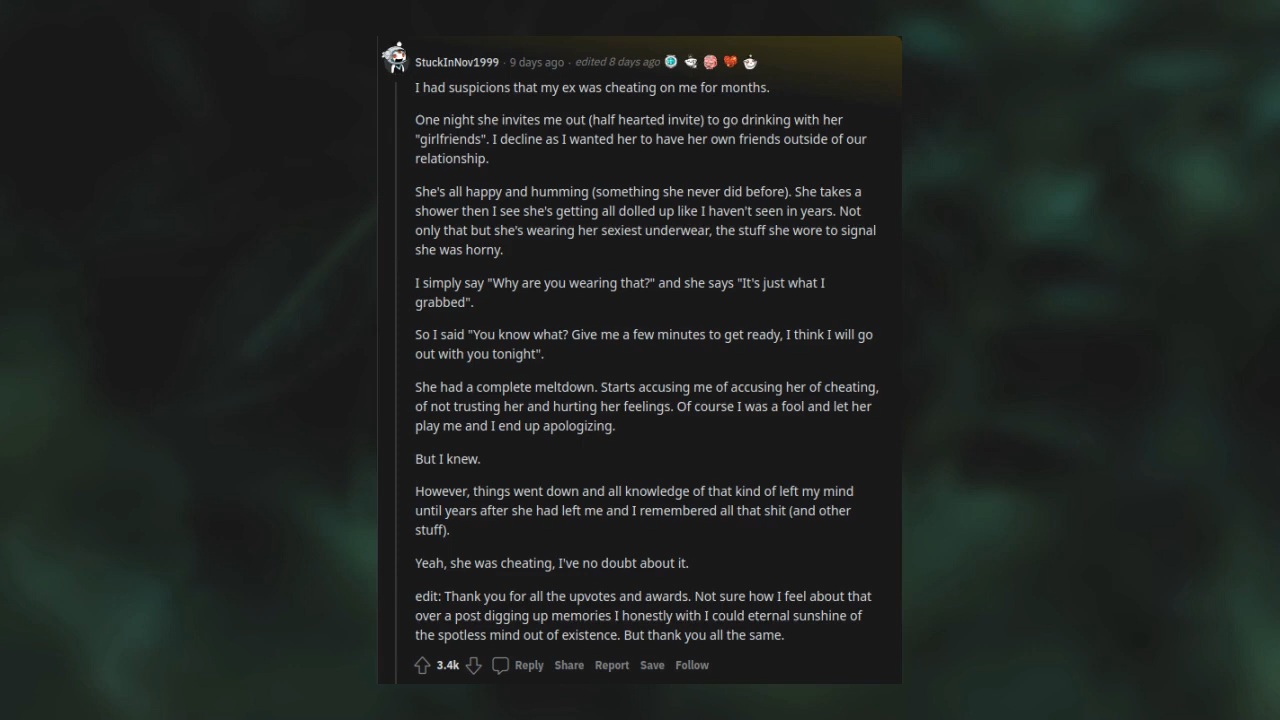 StuckInNov1999 · 9 days ago · edited 8 days ago
I had suspicions that my ex was cheating on me for months.
One night she invites me out (half hearted invite) to go drinking with her
"girlfriends". I decline as I wanted her to have her own friends outside of our
relationship.
She's all happy and humming (something she never did before). She takes a
shower then I see she's getting all dolled up like I haven't seen in years. Not
only that but she's wearing her sexiest underwear, the stuff she wore to signal
she was horny.
I simply say "Why are you wearing that?" and she says "It's just what I
grabbed".
So I said "You know what? Give me a few minutes to get ready, I think I will go
out with you tonight".
She had a complete meltdown. Starts accusing me of accusing her of cheating,
of not trusting her and hurting her feelings. Of course I was a fool and let her
play me and I end up apologizing.
But I knew.
However, things went down and all knowledge of that kind of left my mind
until years after she had left me and I remembered all that shit (and other
stuff).
Yeah, she was cheating, I've no doubt about it.
edit: Thank you for all the upvotes and awards. Not sure how I feel about that
over a post digging up memories I honestly with I could eternal sunshine of
the spotless mind out of existence. But thank you all the same.
3.4k Reply Share Report Save Follow